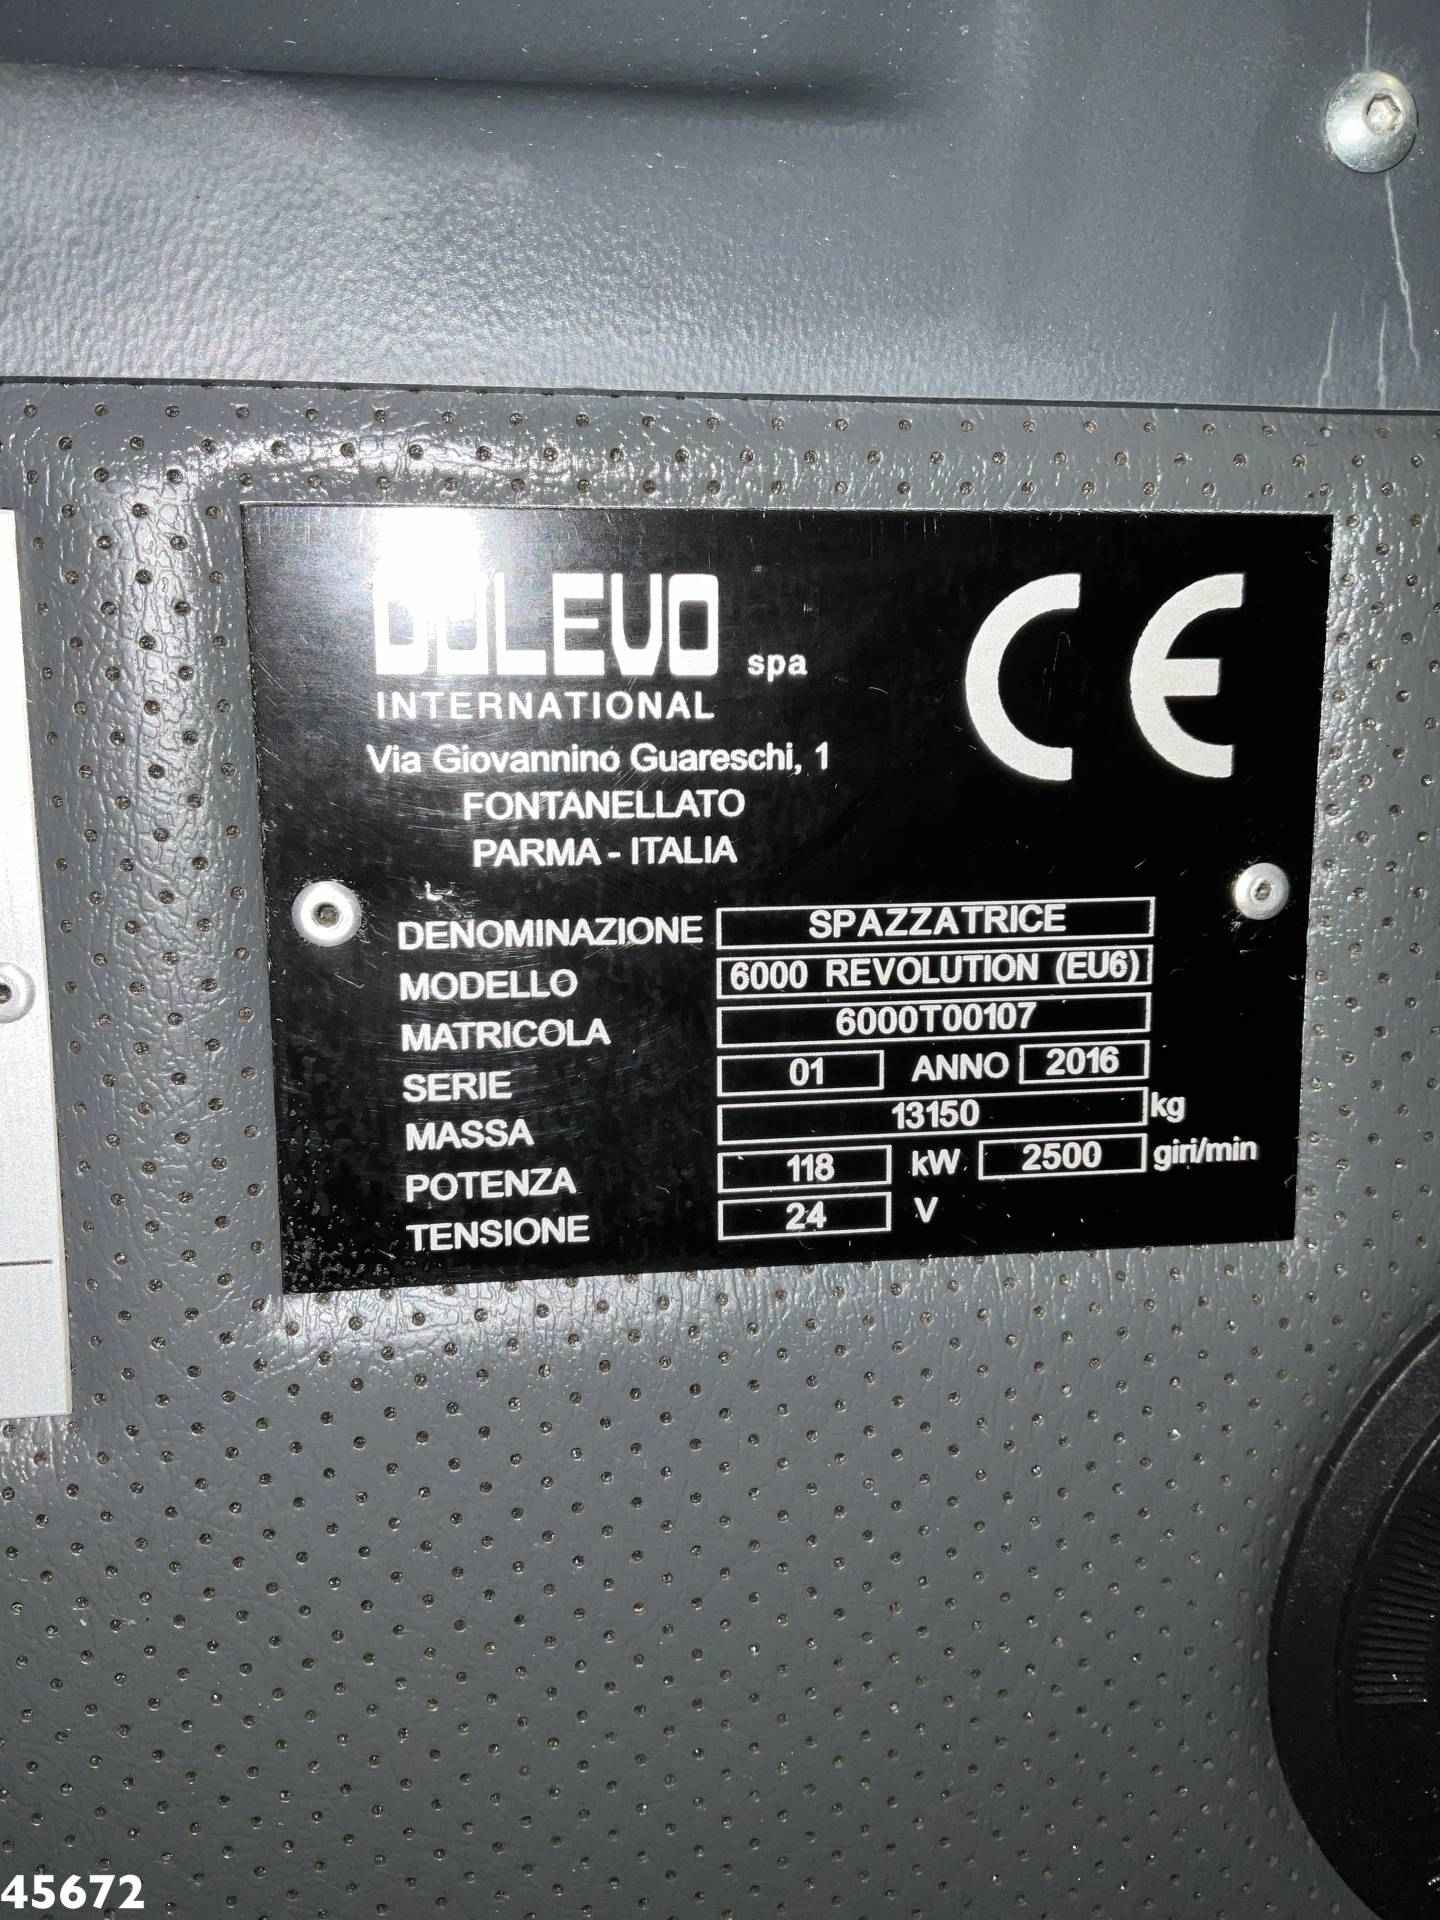 DULEVO spa
INTERNATIONAL
Via Giovannino Guareschi, 1
FONTANELLATO
PARMA - ITALIA
CE
DENOMINAZIONE SPAZZATRICE
MODELLO 6000 REVOLUTION (EU6)
MATRICOLA 6000T00107
SERIE 01 ANNO 2016
MASSA 13150 kg
POTENZA 118 kW 2500 giri/min
TENSIONE 24 V
45672